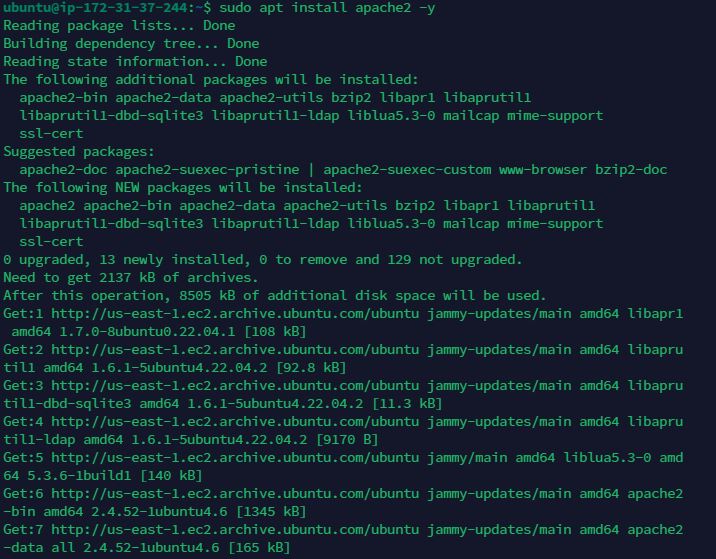 ubuntu@ip-172-31-37-244:~$ sudo apt install apache2 -y
Reading package lists... Done
Building dependency tree... Done
Reading state information... Done
The following additional packages will be installed:
  apache2-bin apache2-data apache2-utils bzip2 libapr1 libaprutil1
  libaprutil1-dbd-sqlite3 libaprutil1-ldap liblua5.3-0 mailcap mime-support
  ssl-cert
Suggested packages:
  apache2-doc apache2-suexec-pristine | apache2-suexec-custom www-browser bzip2-doc
The following NEW packages will be installed:
  apache2 apache2-bin apache2-data apache2-utils bzip2 libapr1 libaprutil1
  libaprutil1-dbd-sqlite3 libaprutil1-ldap liblua5.3-0 mailcap mime-support
  ssl-cert
0 upgraded, 13 newly installed, 0 to remove and 129 not upgraded.
Need to get 2137 kB of archives.
After this operation, 8505 kB of additional disk space will be used.
Get:1 http://us-east-1.ec2.archive.ubuntu.com/ubuntu jammy-updates/main amd64 libapr1
 amd64 1.7.0-8ubuntu0.22.04.1 [108 kB]
Get:2 http://us-east-1.ec2.archive.ubuntu.com/ubuntu jammy-updates/main amd64 libapru
til1 amd64 1.6.1-5ubuntu4.22.04.2 [92.8 kB]
Get:3 http://us-east-1.ec2.archive.ubuntu.com/ubuntu jammy-updates/main amd64 libapru
til1-dbd-sqlite3 amd64 1.6.1-5ubuntu4.22.04.2 [11.3 kB]
Get:4 http://us-east-1.ec2.archive.ubuntu.com/ubuntu jammy-updates/main amd64 libapru
til1-ldap amd64 1.6.1-5ubuntu4.22.04.2 [9170 B]
Get:5 http://us-east-1.ec2.archive.ubuntu.com/ubuntu jammy/main amd64 liblua5.3-0 amd
64 5.3.6-1build1 [140 kB]
Get:6 http://us-east-1.ec2.archive.ubuntu.com/ubuntu jammy-updates/main amd64 apache2
-bin amd64 2.4.52-1ubuntu4.6 [1345 kB]
Get:7 http://us-east-1.ec2.archive.ubuntu.com/ubuntu jammy-updates/main amd64 apache2
-data all 2.4.52-1ubuntu4.6 [165 kB]